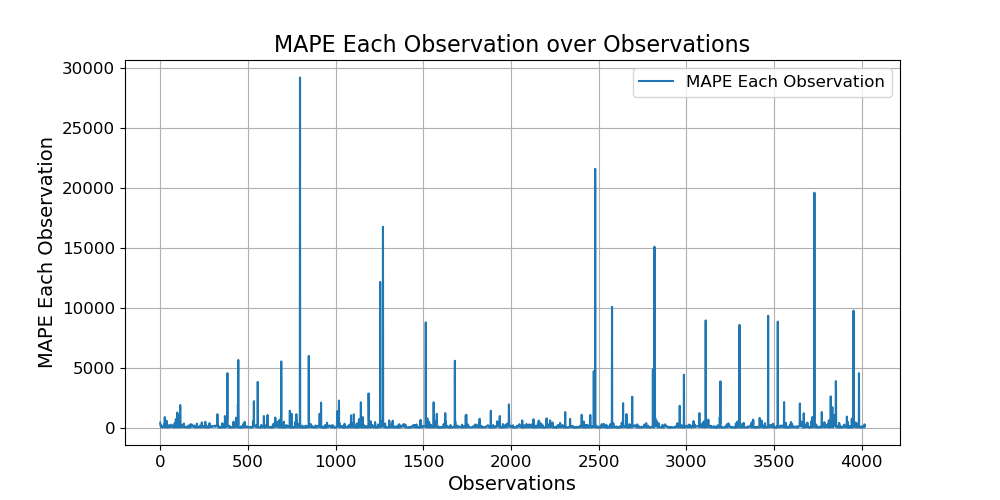 MAPE Each Observation over Observations
MAPE Each Observation
30000
25000
20000
15000
10000
5000
0
MAPE Each Observation
0 500 1000 1500 2000 2500 3000 3500 4000
Observations